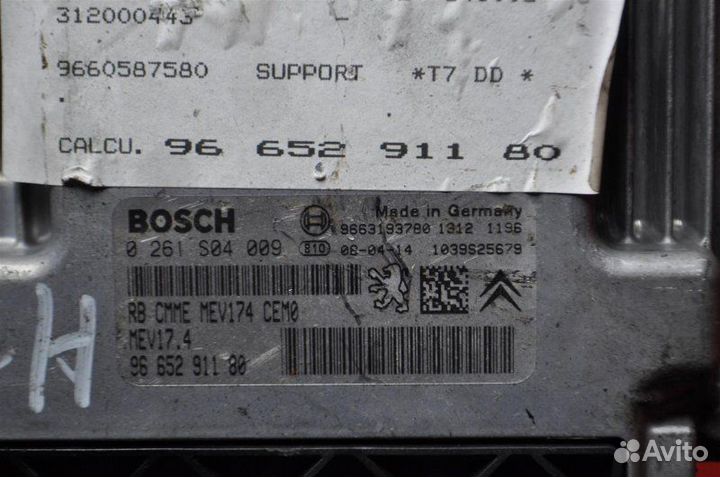 312000443 -
9660587580 SUPPORT *T7 DD *
CALCU. 96 652 911 80
BOSCH
Made in Germany
9663193780 1312 1196
0 261 S04 009 810 08-04-14 1039S25679
RB CMME MEV174 CEM0
MEV17.4
96 652 911 80
-H
Avito